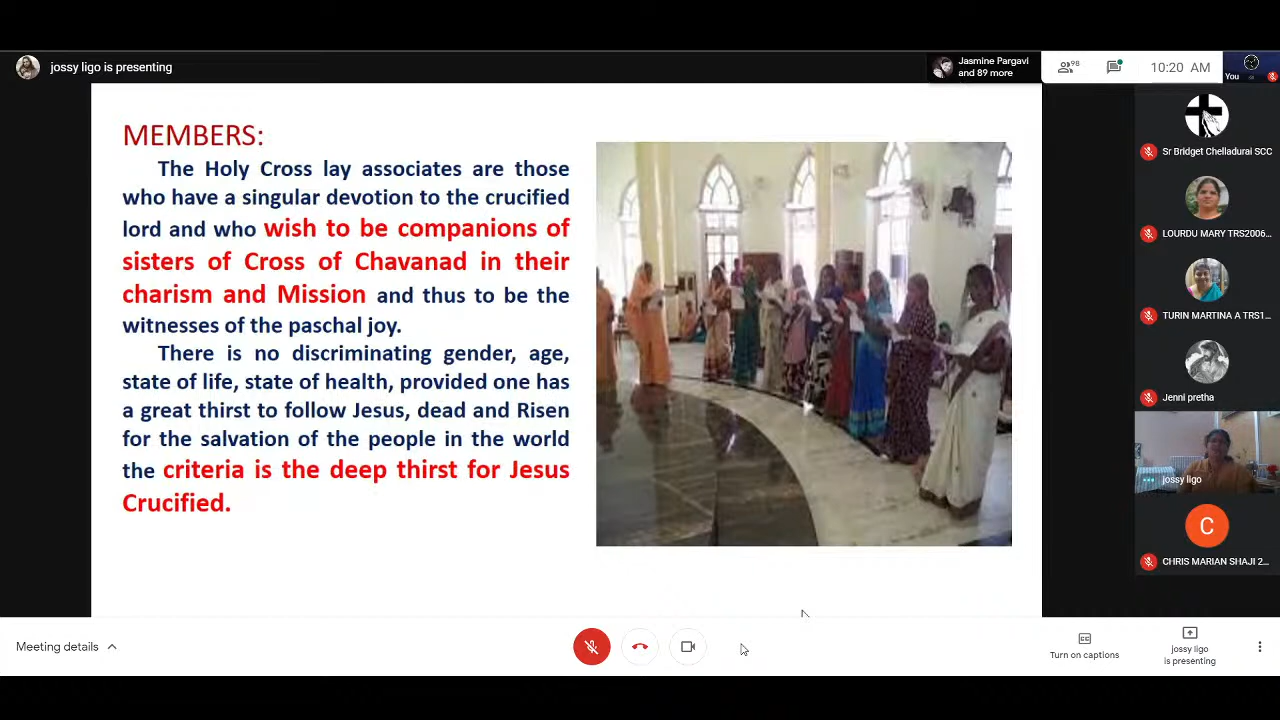 jossy ligo is presenting
Jasmine Pargavi
and 89 more
98
10:20 AM
You
MEMBERS:
The Holy Cross lay associates are those
who have a singular devotion to the crucified
lord and who wish to be companions of
sisters of Cross of Chavanad in their
charism and Mission and thus to be the
witnesses of the paschal joy.
There is no discriminating gender, age,
state of life, state of health, provided one has
a great thirst to follow Jesus, dead and Risen
for the salvation of the people in the world
the criteria is the deep thirst for Jesus
Crucified.
Sr Bridget Chelladurai SCC
LOURDU MARY TRS2006...
TURIN MARTINA A TRS1...
Jenni pretha
jossy ligo
C
CHRIS MARIAN SHAJI 2...
Meeting details
Turn on captions
jossy ligo
is presenting